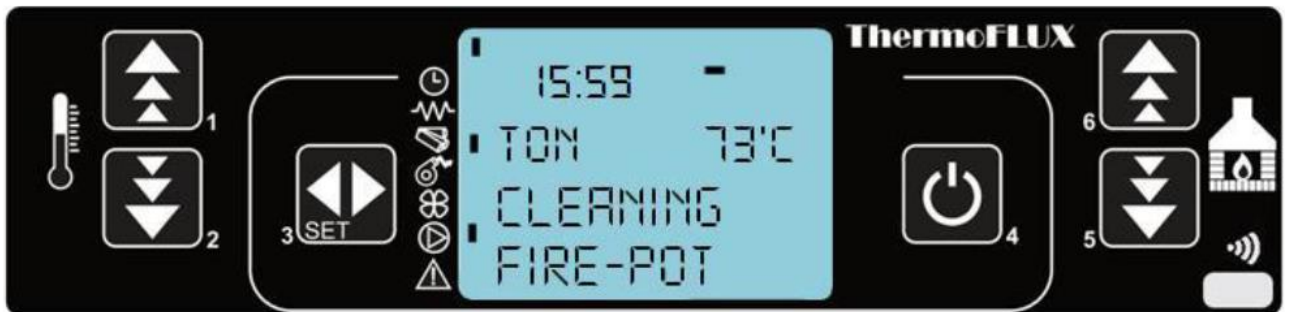 ThermoFLUX
15:59
TON 73'C
CLEANING
FIRE-POT
1
2
3 SET
4
6
5